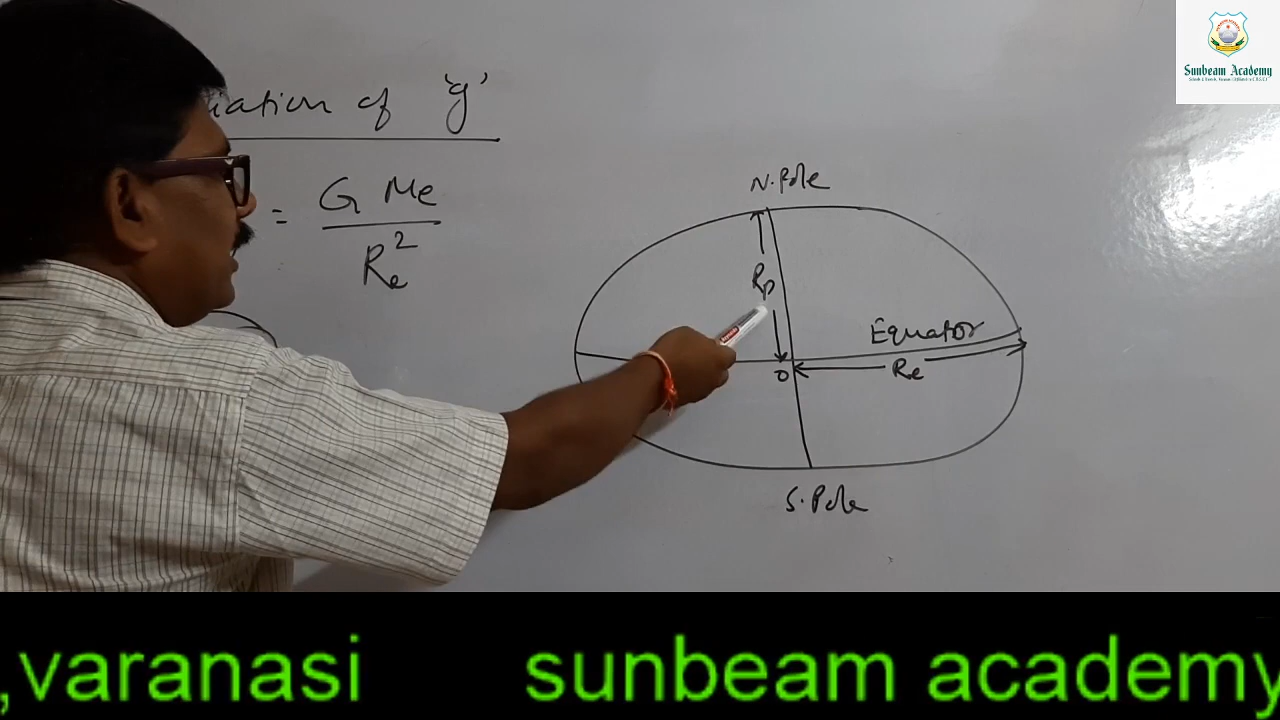 iation of 'g'
= G Me
Re²
N.Pole
Rp
Equator
O
Re
S.Pole
Sunbeam Academy
,varanasi sunbeam academy